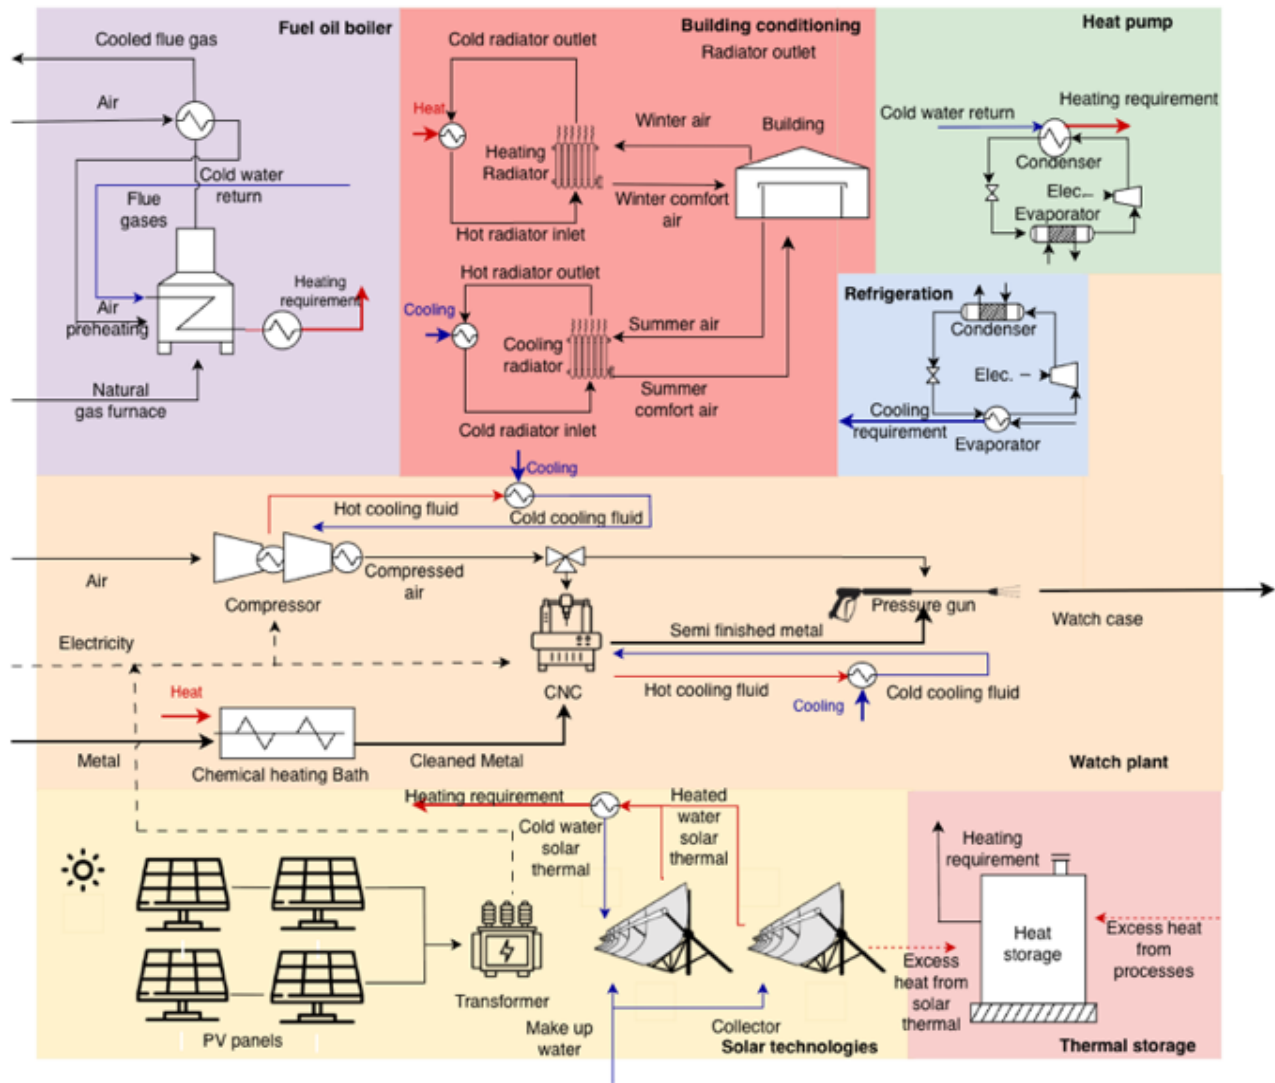 Fuel oil boiler
Cooled flue gas
Air
Cold water
return
Flue
gases
Heating
requirement
Air
preheating
Natural
gas furnace
Building conditioning
Radiator outlet
Cold radiator outlet
Heat
Heating
Radiator
Winter air
Building
Winter comfort
air
Hot radiator inlet
Hot radiator outlet
Cooling
Cooling
radiator
Summer air
Summer
comfort air
Cold radiator inlet
Heat pump
Cold water return
Heating requirement
Condenser
Elec.
Evaporator
Refrigeration
Condenser
Elec.
Cooling
requirement
Evaporator
Cooling
Hot cooling fluid
Cold cooling fluid
Air
Compressed
air
Compressor
Pressure gun
Watch case
Electricity
Semi finished metal
CNC
Hot cooling fluid
Cold cooling fluid
Cooling
Heat
Metal
Chemical heating Bath
Cleaned Metal
Watch plant
Heating requirement
Cold water
solar
thermal
Heated
water
solar
thermal
Transformer
PV panels
Make up
water
Collector
Solar technologies
Excess
heat from
solar
thermal
Heating
requirement
Heat
storage
Excess heat
from
processes
Thermal storage